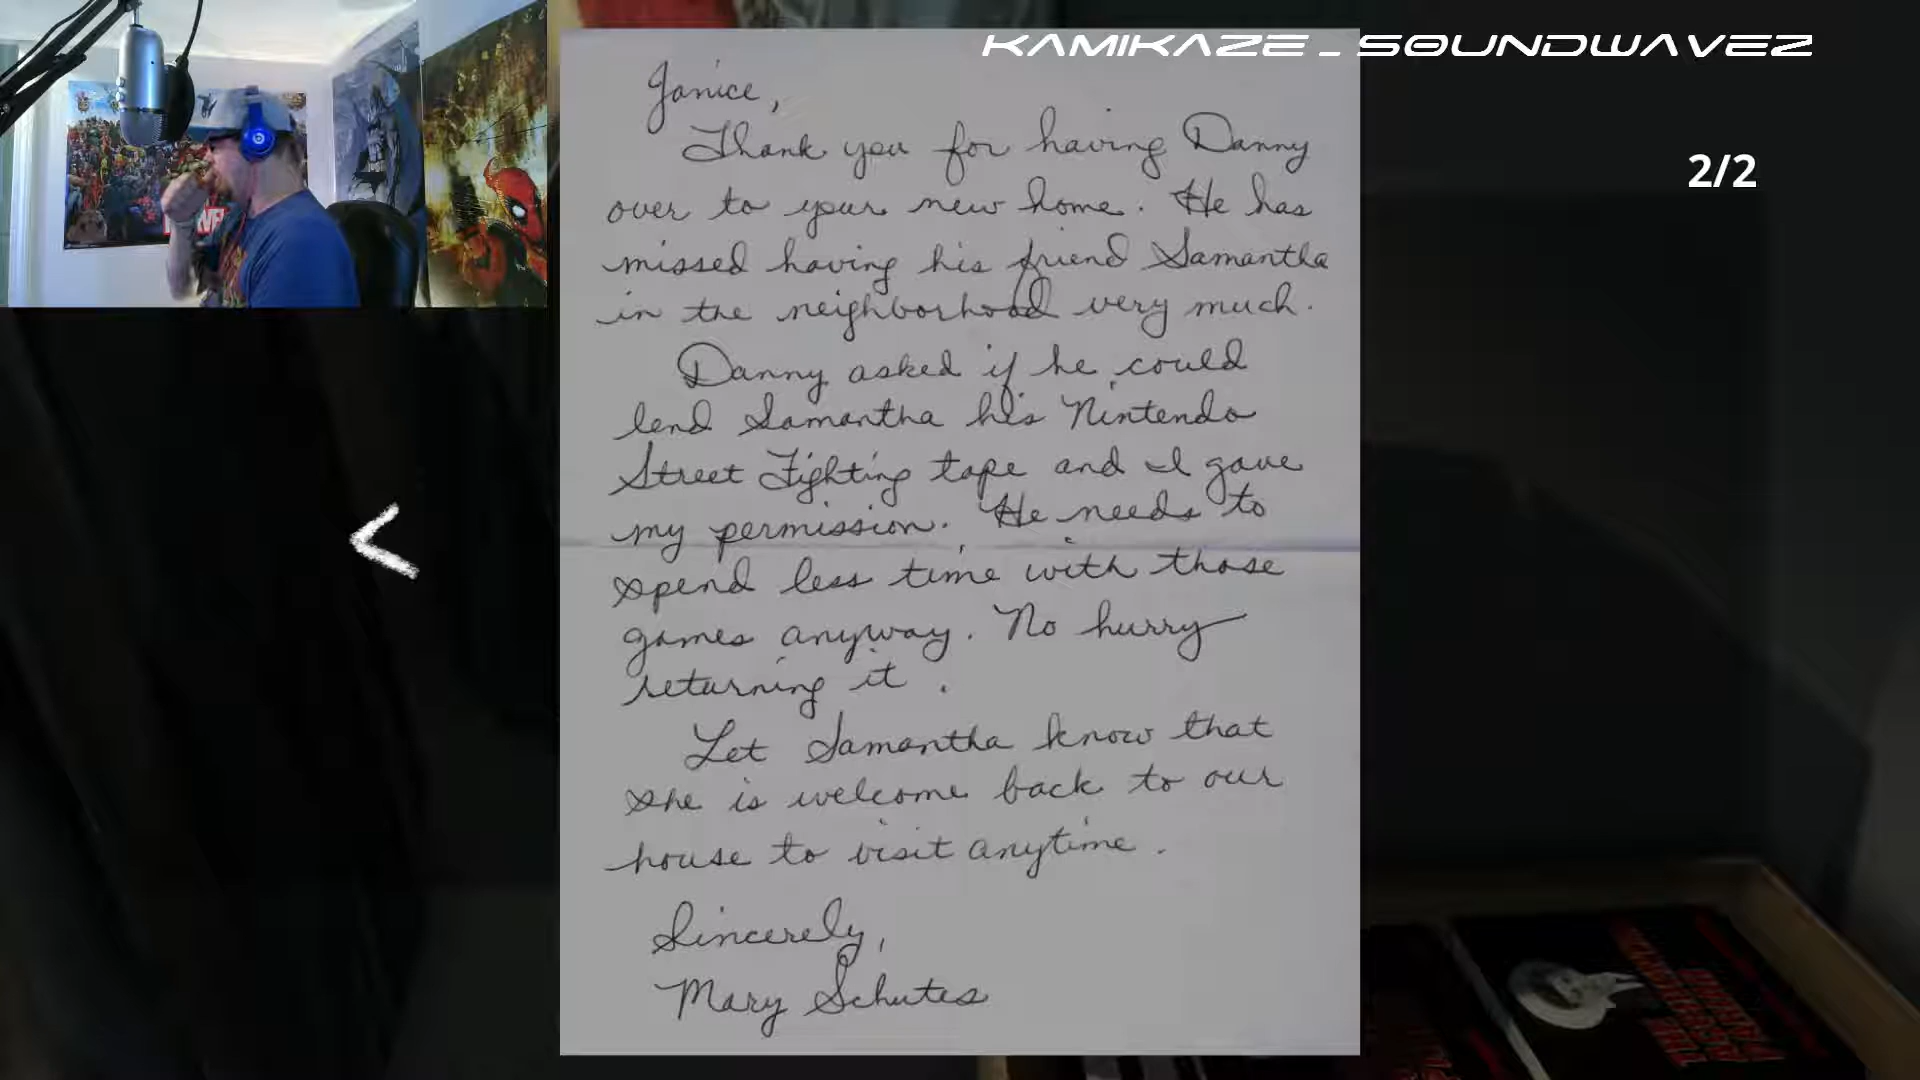 KAMIKAZE_SOUNDWAVEZ
2/2
Janice,
Thank you for having Danny
over to your new home. He has
missed having his friend Samantha
in the neighborhood very much.
Danny asked if he could
lend Samantha his Nintendo
Street Fighting tape and I gave
my permission. He needs to
spend less time with those
games anyway. No hurry
returning it.
Let Samantha know that
she is welcome back to our
house to visit anytime.
Sincerely,
Mary Schutes
<